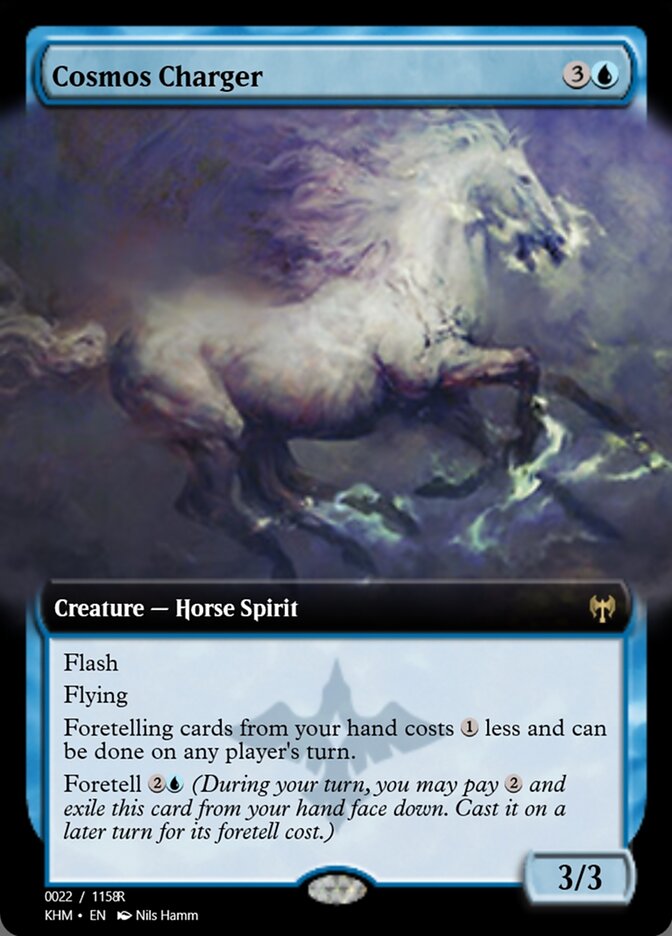 Cosmos Charger 3
Creature — Horse Spirit
Flash
Flying
Foretelling cards from your hand costs 1 less and can
be done on any player's turn.
Foretell 2 (During your turn, you may pay 2 and
exile this card from your hand face down. Cast it on a
later turn for its foretell cost.)
3/3
0022 / 1158R
KHM • EN Nils Hamm